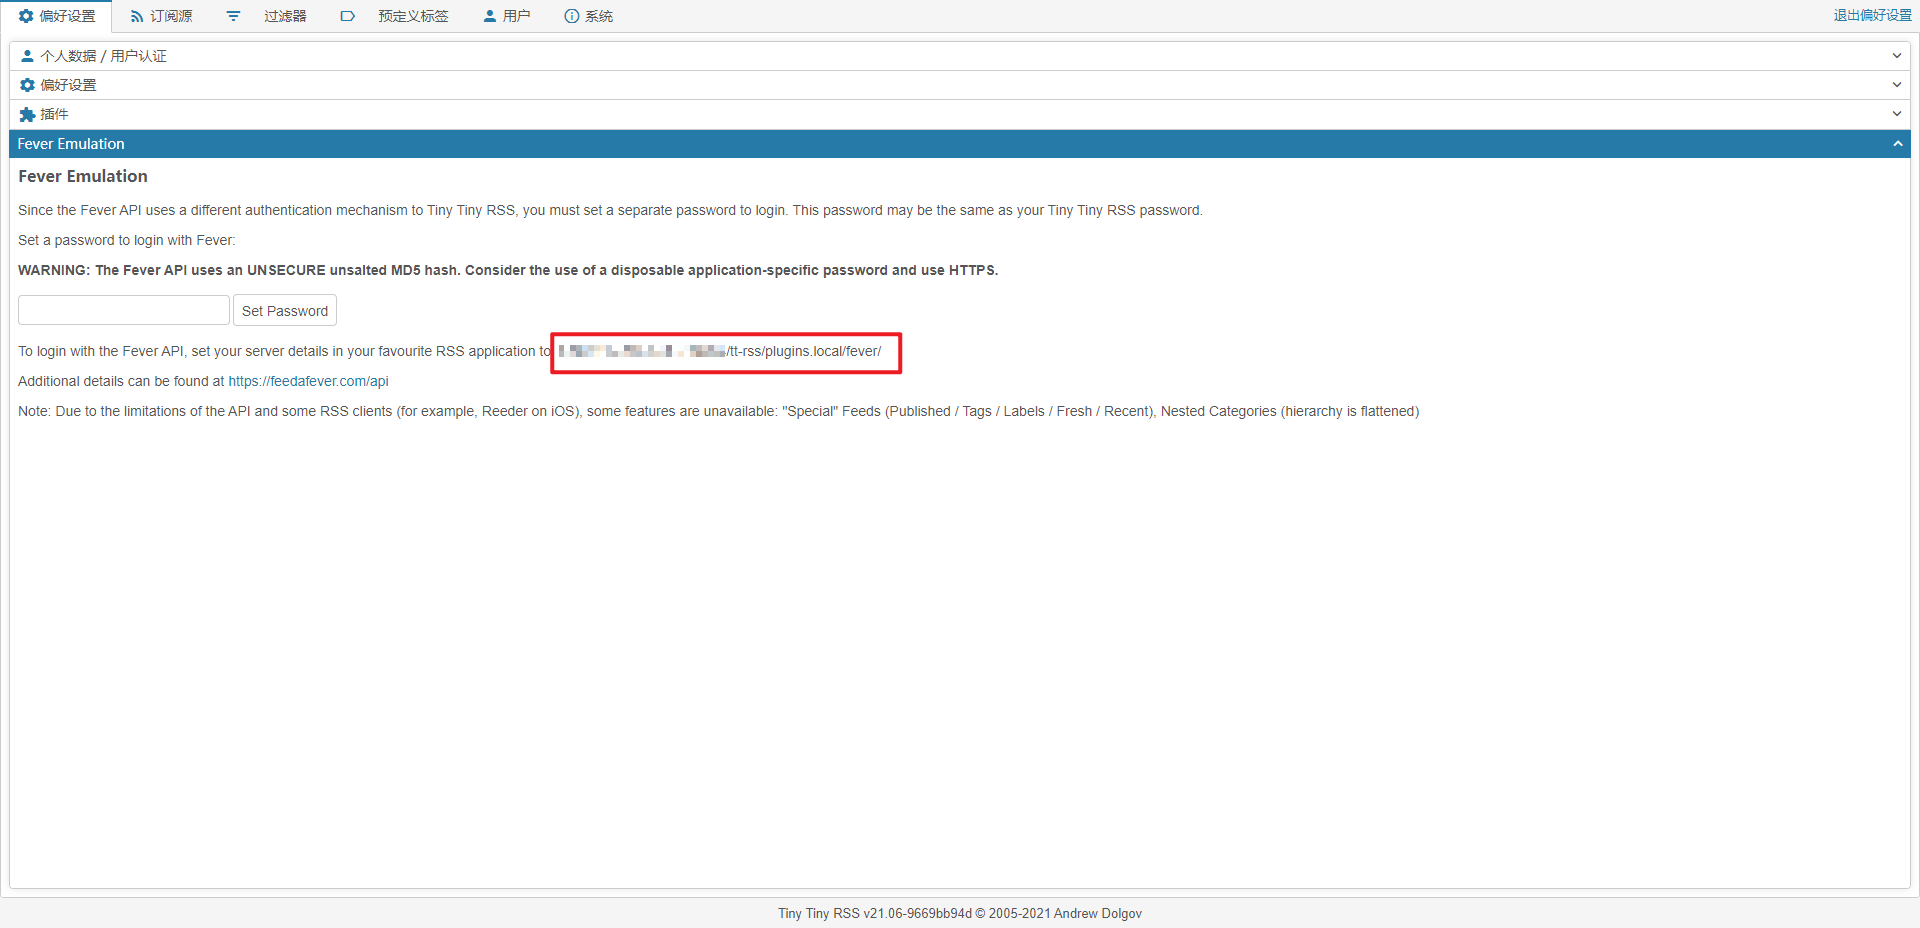 偏好设置 订阅源 过滤器 预定义标签 用户 系统 退出偏好设置
个人数据 / 用户认证
偏好设置
插件
Fever Emulation
Fever Emulation
Since the Fever API uses a different authentication mechanism to Tiny Tiny RSS, you must set a separate password to login. This password may be the same as your Tiny Tiny RSS password.
Set a password to login with Fever:
WARNING: The Fever API uses an UNSECURE unsalted MD5 hash. Consider the use of a disposable application-specific password and use HTTPS.
Set Password
To login with the Fever API, set your server details in your favourite RSS application to /tt-rss/plugins.local/fever/
Additional details can be found at https://feedafever.com/api
Note: Due to the limitations of the API and some RSS clients (for example, Reeder on iOS), some features are unavailable: "Special" Feeds (Published / Tags / Labels / Fresh / Recent), Nested Categories (hierarchy is flattened)
Tiny Tiny RSS v21.06-9669bb94d © 2005-2021 Andrew Dolgov